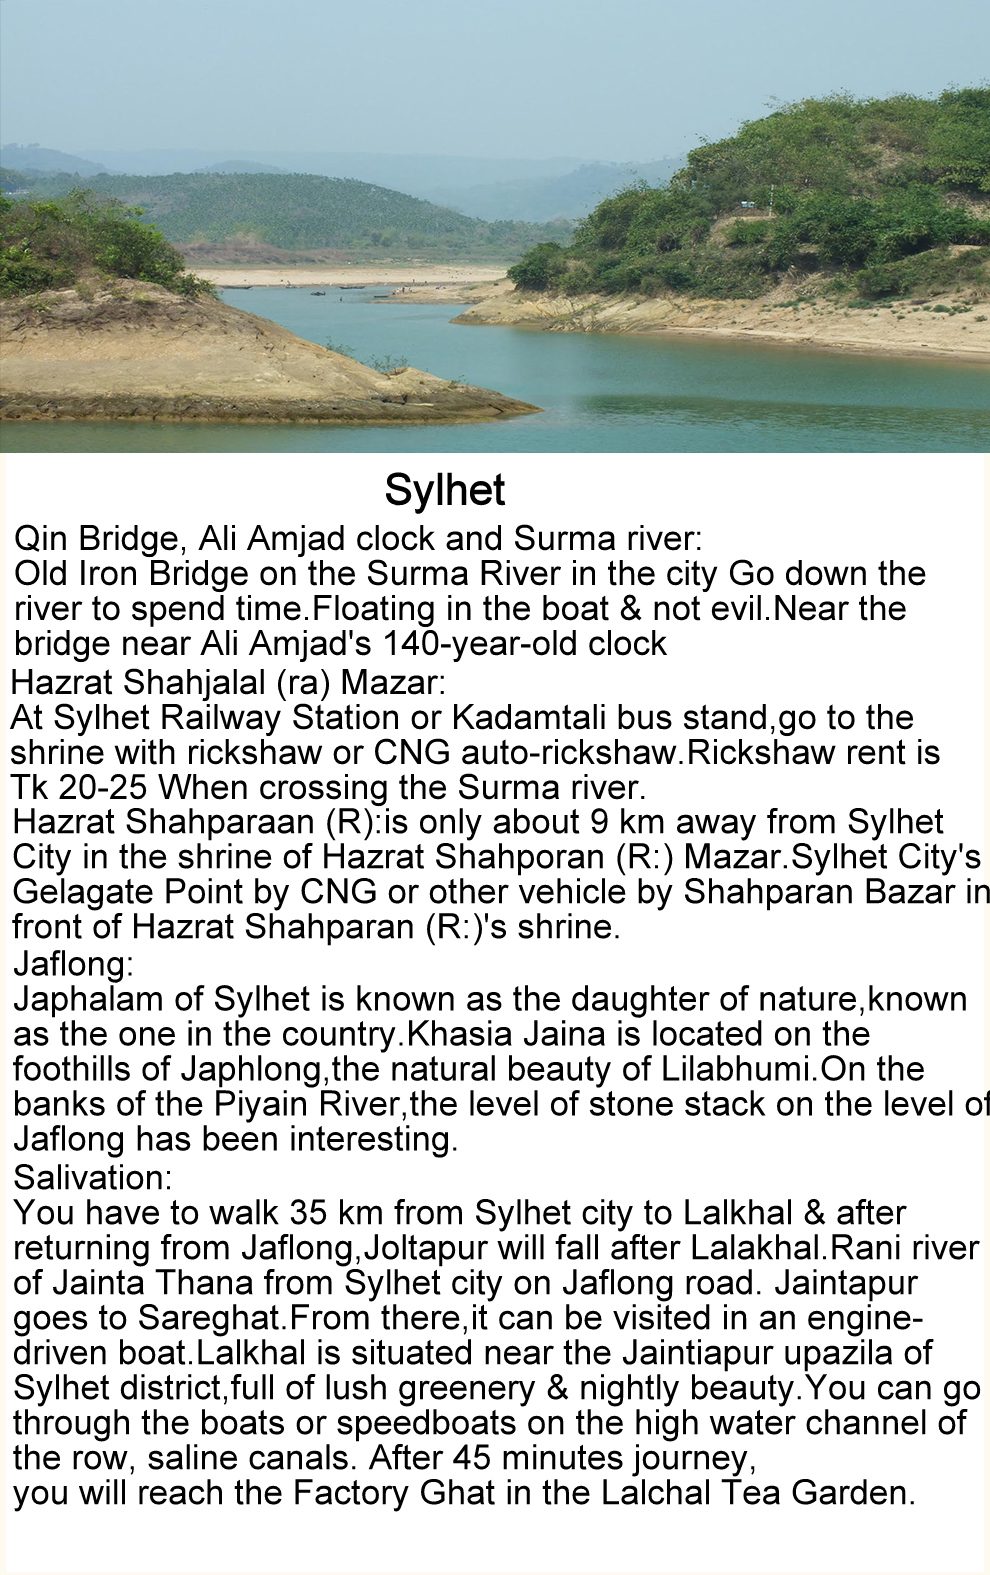 Sylhet
Qin Bridge, Ali Amjad clock and Surma river:
Old Iron Bridge on the Surma River in the city Go down the
river to spend time.Floating in the boat & not evil.Near the
bridge near Ali Amjad's 140-year-old clock
Hazrat Shahjalal (ra) Mazar:
At Sylhet Railway Station or Kadamtali bus stand,go to the
shrine with rickshaw or CNG auto-rickshaw.Rickshaw rent is
Tk 20-25 When crossing the Surma river.
Hazrat Shahparaan (R):is only about 9 km away from Sylhet
City in the shrine of Hazrat Shahporan (R:) Mazar.Sylhet City's
Gelagate Point by CNG or other vehicle by Shahparan Bazar in
front of Hazrat Shahparan (R:)'s shrine.
Jaflong:
Japhalam of Sylhet is known as the daughter of nature,known
as the one in the country.Khasia Jaina is located on the
foothills of Japhlong,the natural beauty of Lilabhumi.On the
banks of the Piyain River,the level of stone stack on the level of
Jaflong has been interesting.
Salivation:
You have to walk 35 km from Sylhet city to Lalkhal & after
returning from Jaflong,Joltapur will fall after Lalakhal.Rani river
of Jainta Thana from Sylhet city on Jaflong road. Jaintapur
goes to Sareghat.From there,it can be visited in an engine-
driven boat.Lalkhal is situated near the Jaintiapur upazila of
Sylhet district,full of lush greenery & nightly beauty.You can go
through the boats or speedboats on the high water channel of
the row, saline canals. After 45 minutes journey,
you will reach the Factory Ghat in the Lalchal Tea Garden.